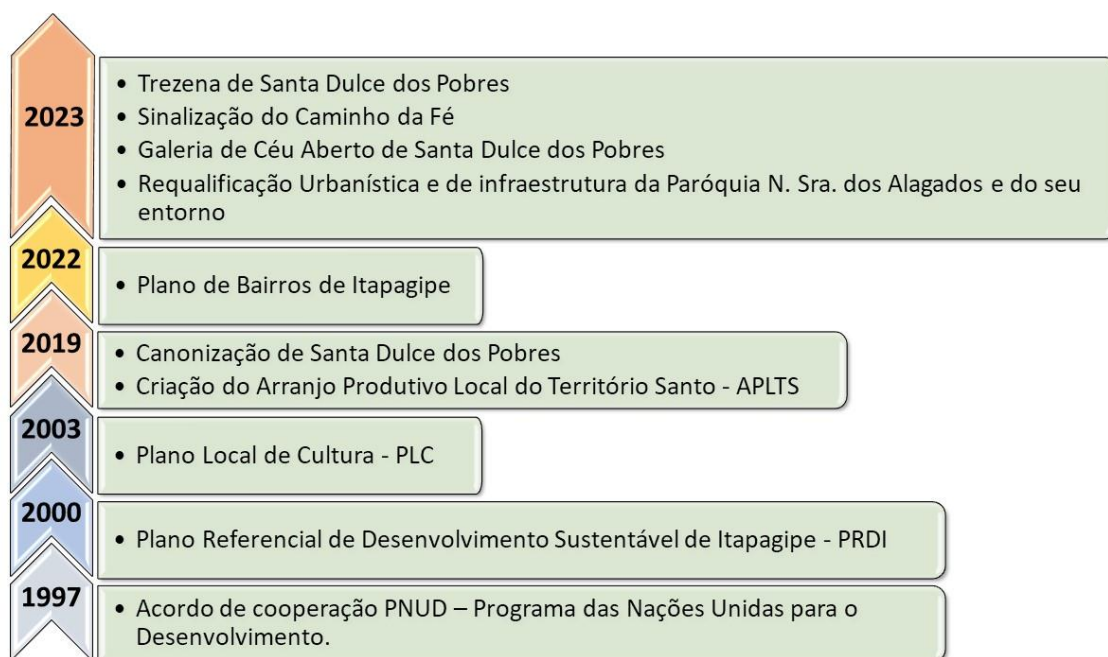 2023
• Trezena de Santa Dulce dos Pobres
• Sinalização do Caminho da Fé
• Galeria de Céu Aberto de Santa Dulce dos Pobres
• Requalificação Urbanística e de infraestrutura da Paróquia N. Sra. dos Alagados e do seu
entorno
2022
• Plano de Bairros de Itapagipe
2019
• Canonização de Santa Dulce dos Pobres
• Criação do Arranjo Produtivo Local do Território Santo - APLTS
2003
• Plano Local de Cultura - PLC
2000
• Plano Referencial de Desenvolvimento Sustentável de Itapagipe - PRDI
1997
• Acordo de cooperação PNUD – Programa das Nações Unidas para o
Desenvolvimento.